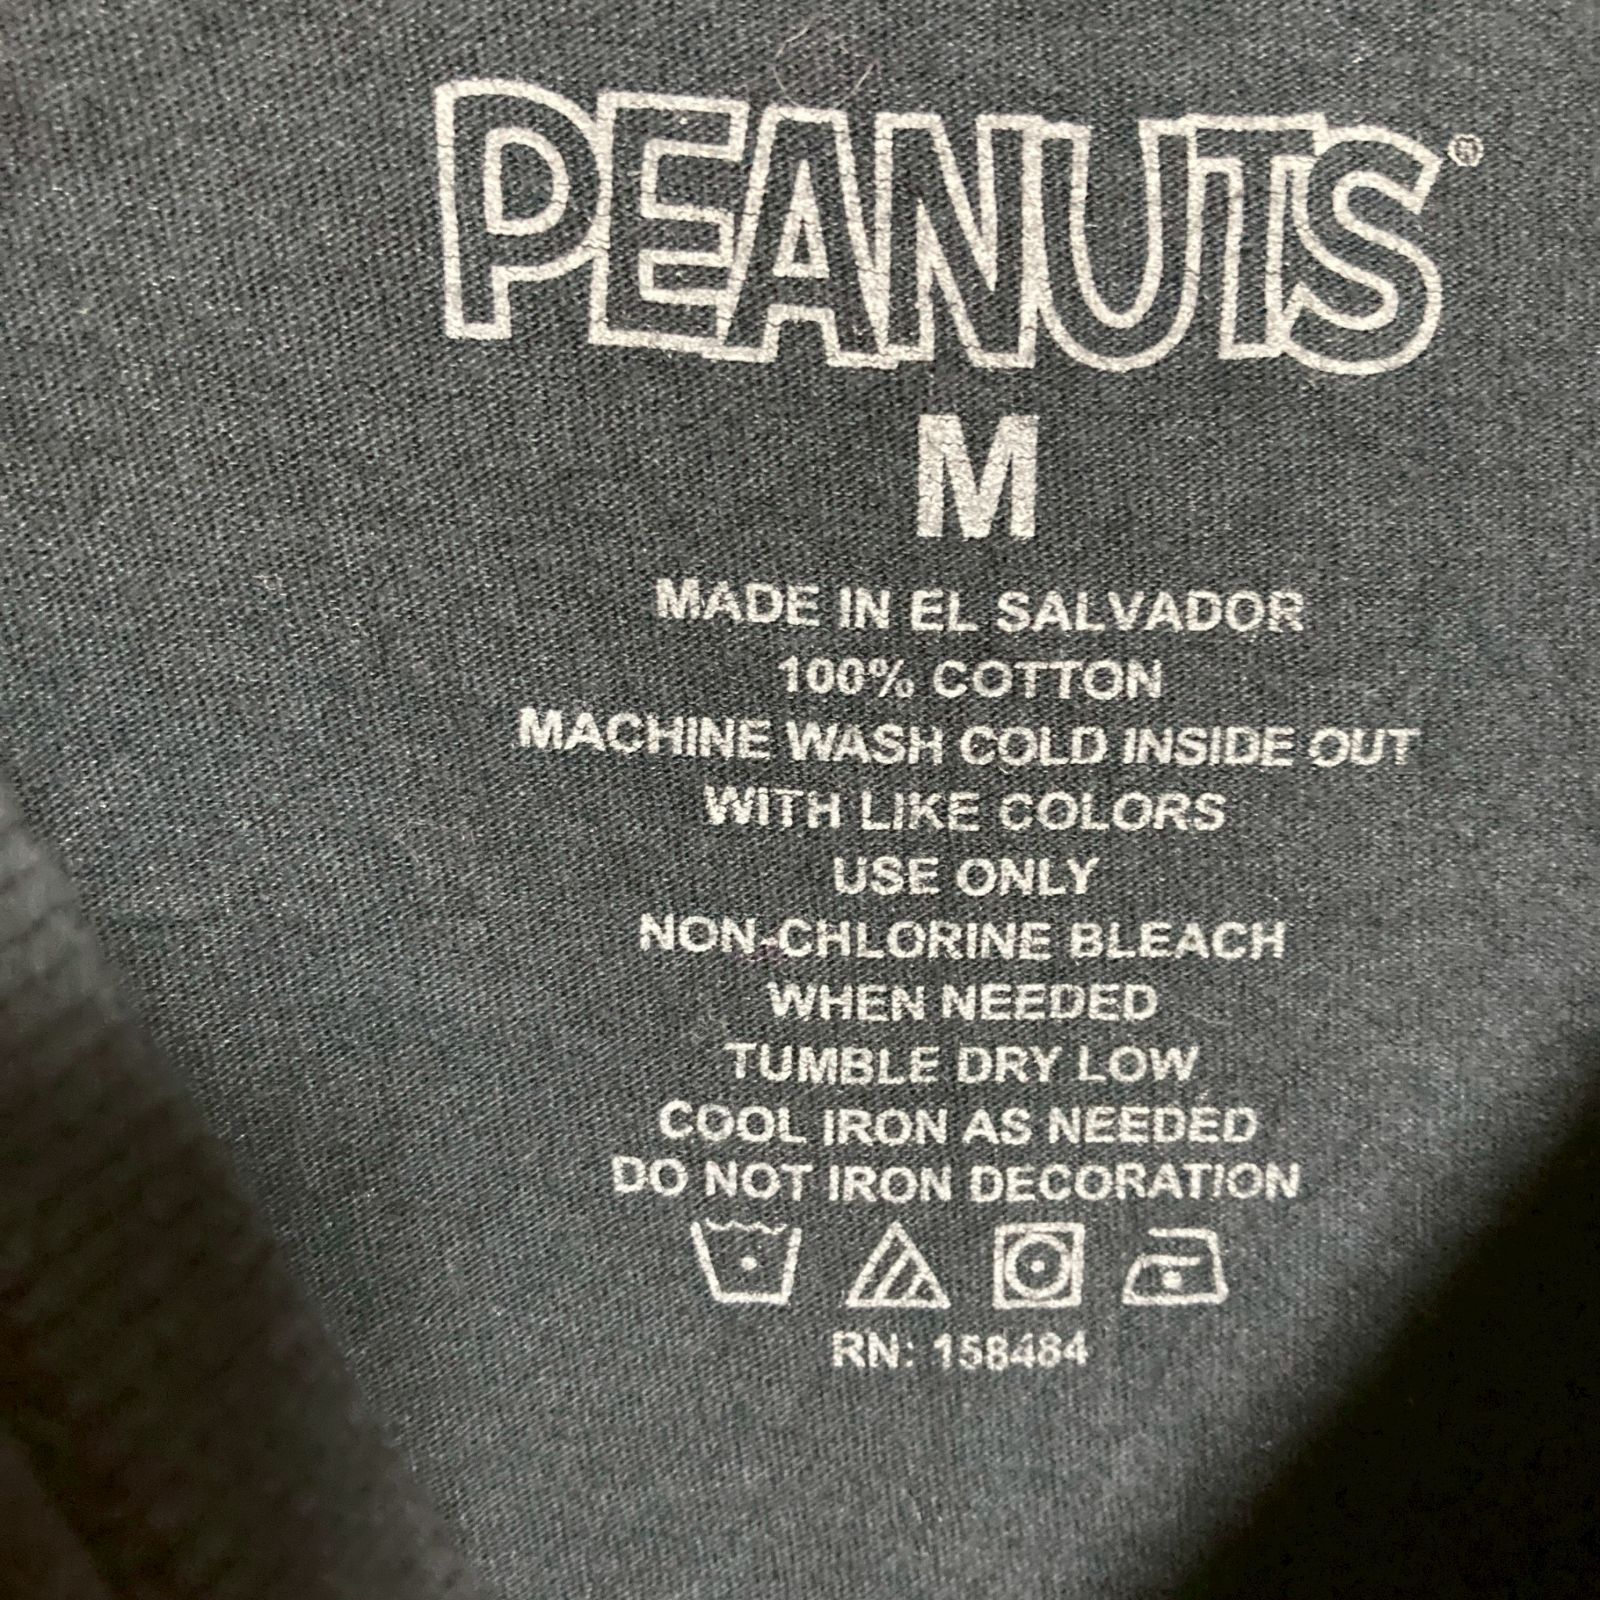 PEANUTS®
M
MADE IN EL SALVADOR
100% COTTON
MACHINE WASH COLD INSIDE OUT
WITH LIKE COLORS
USE ONLY
NON-CHLORINE BLEACH
WHEN NEEDED
TUMBLE DRY LOW
COOL IRON AS NEEDED
DO NOT IRON DECORATION
RN: 158484